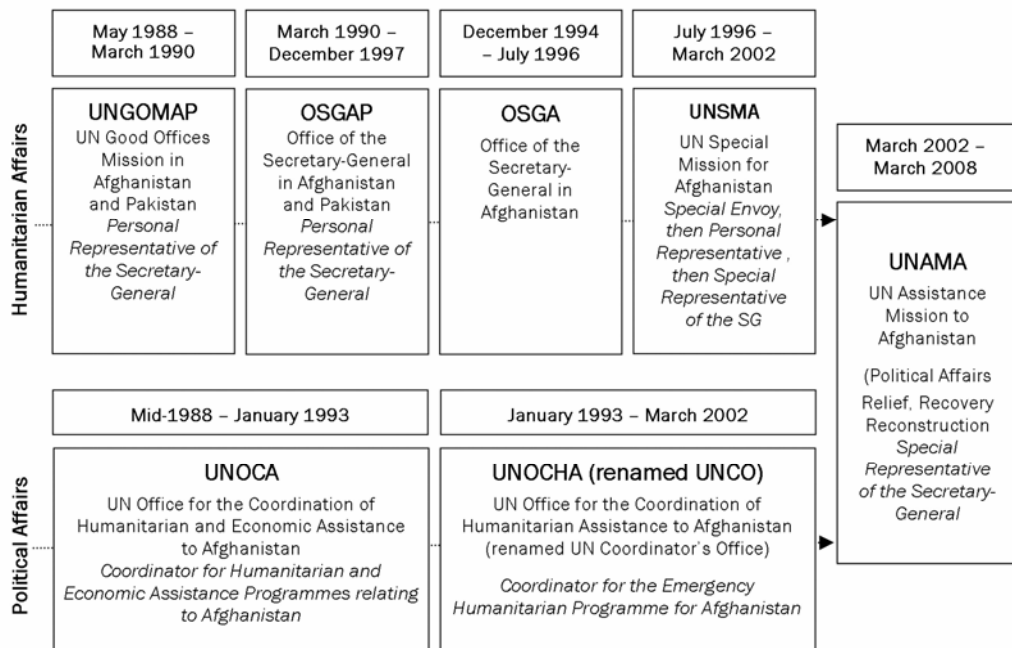 May 1988 –
March 1990
March 1990 –
December 1997
December 1994
– July 1996
July 1996 –
March 2002
Humanitarian Affairs
UNGOMAP
UN Good Offices
Mission in
Afghanistan
and Pakistan
Personal
Representative of
the Secretary-
General
OSGAP
Office of the
Secretary-General
in Afghanistan
and Pakistan
Personal
Representative of
the Secretary-
General
OSGA
Office of the
Secretary-
General in
Afghanistan
UNSMA
UN Special
Mission for
Afghanistan
Special Envoy,
then Personal
Representative ,
then Special
Representative
of the SG
March 2002 –
March 2008
UNAMA
UN Assistance
Mission to
Afghanistan
(Political Affairs
Relief, Recovery
Reconstruction
Special
Representative
of the Secretary-
General
Political Affairs
Mid-1988 – January 1993
January 1993 – March 2002
UNOCA
UN Office for the Coordination of
Humanitarian and Economic Assistance
to Afghanistan
Coordinator for Humanitarian and
Economic Assistance Programmes relating
to Afghanistan
UNOCHA (renamed UNCO)
UN Office for the Coordination of
Humanitarian Assistance to Afghanistan
(renamed UN Coordinator's Office)
Coordinator for the Emergency
Humanitarian Programme for Afghanistan